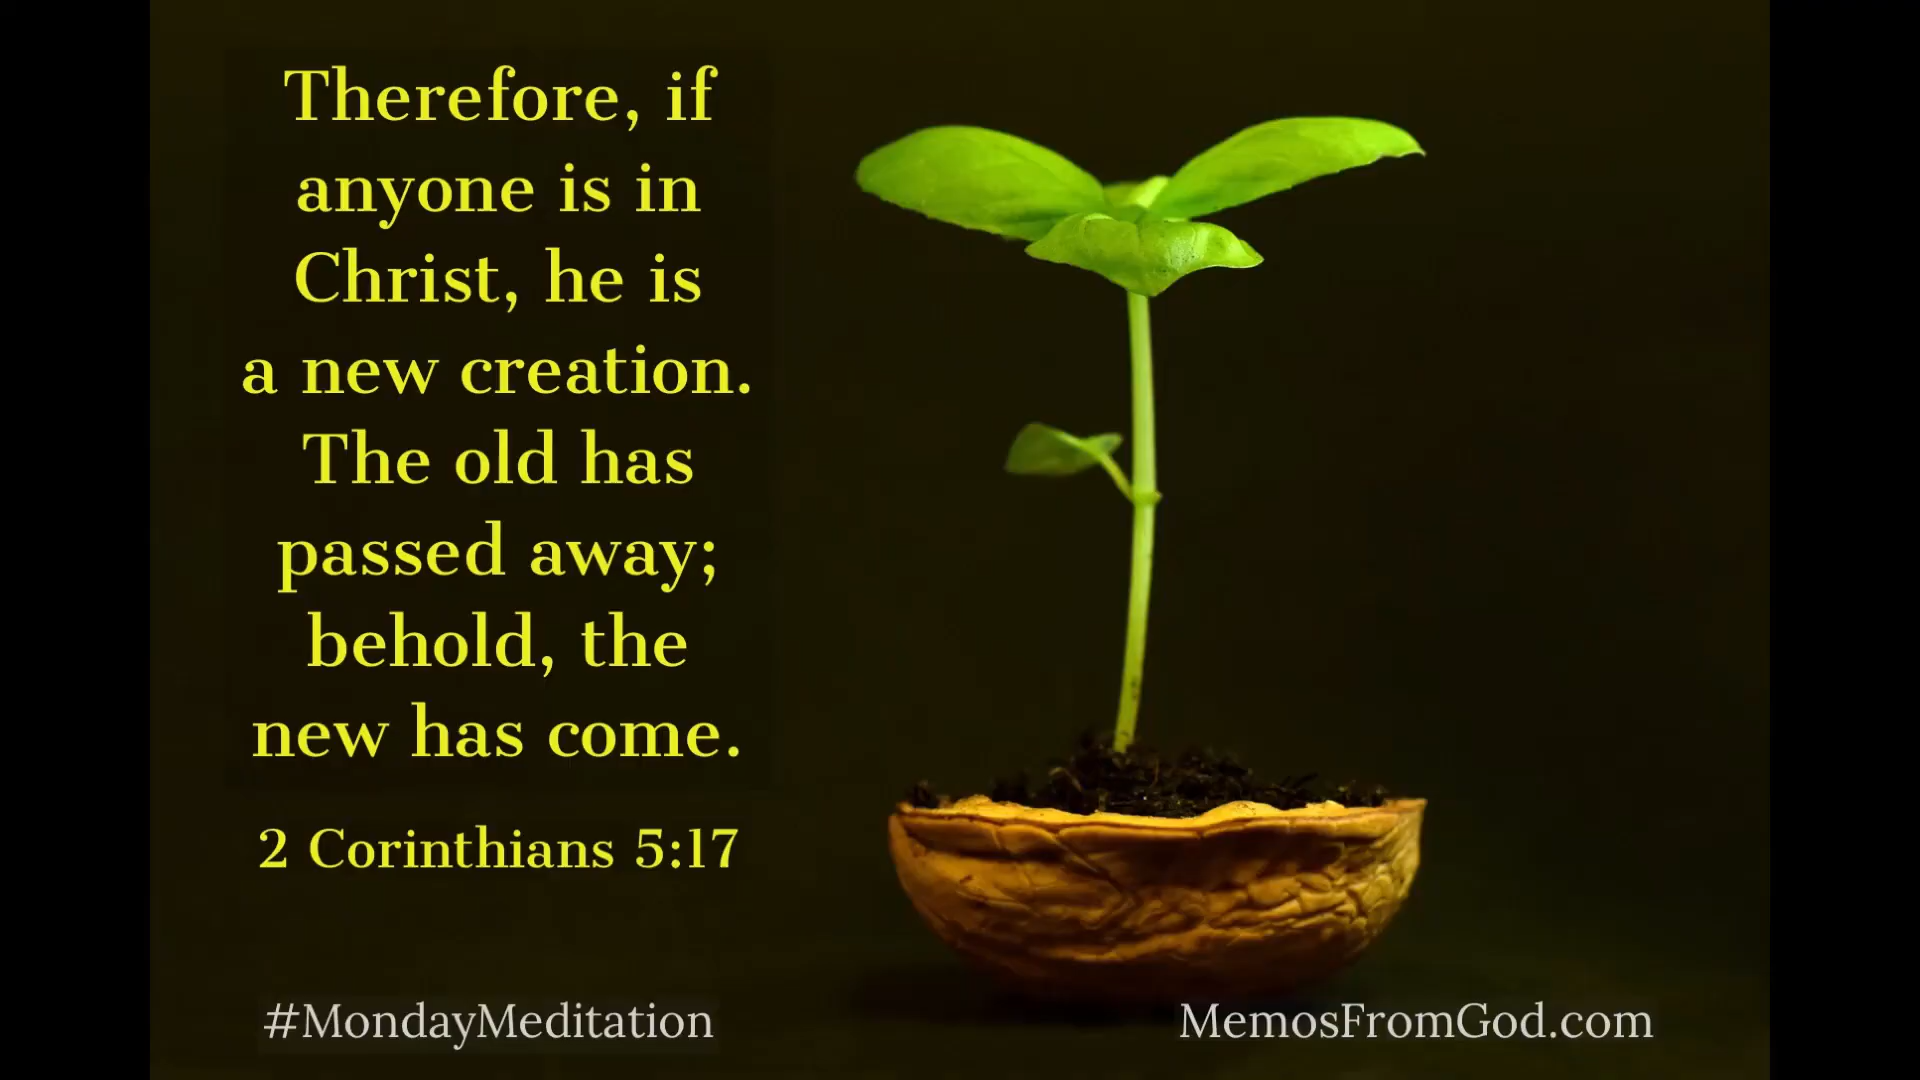 Therefore, if
anyone is in
Christ, he is
a new creation.
The old has
passed away;
behold, the
new has come.
2 Corinthians 5:17
#MondayMeditation
MemosFromGod.com